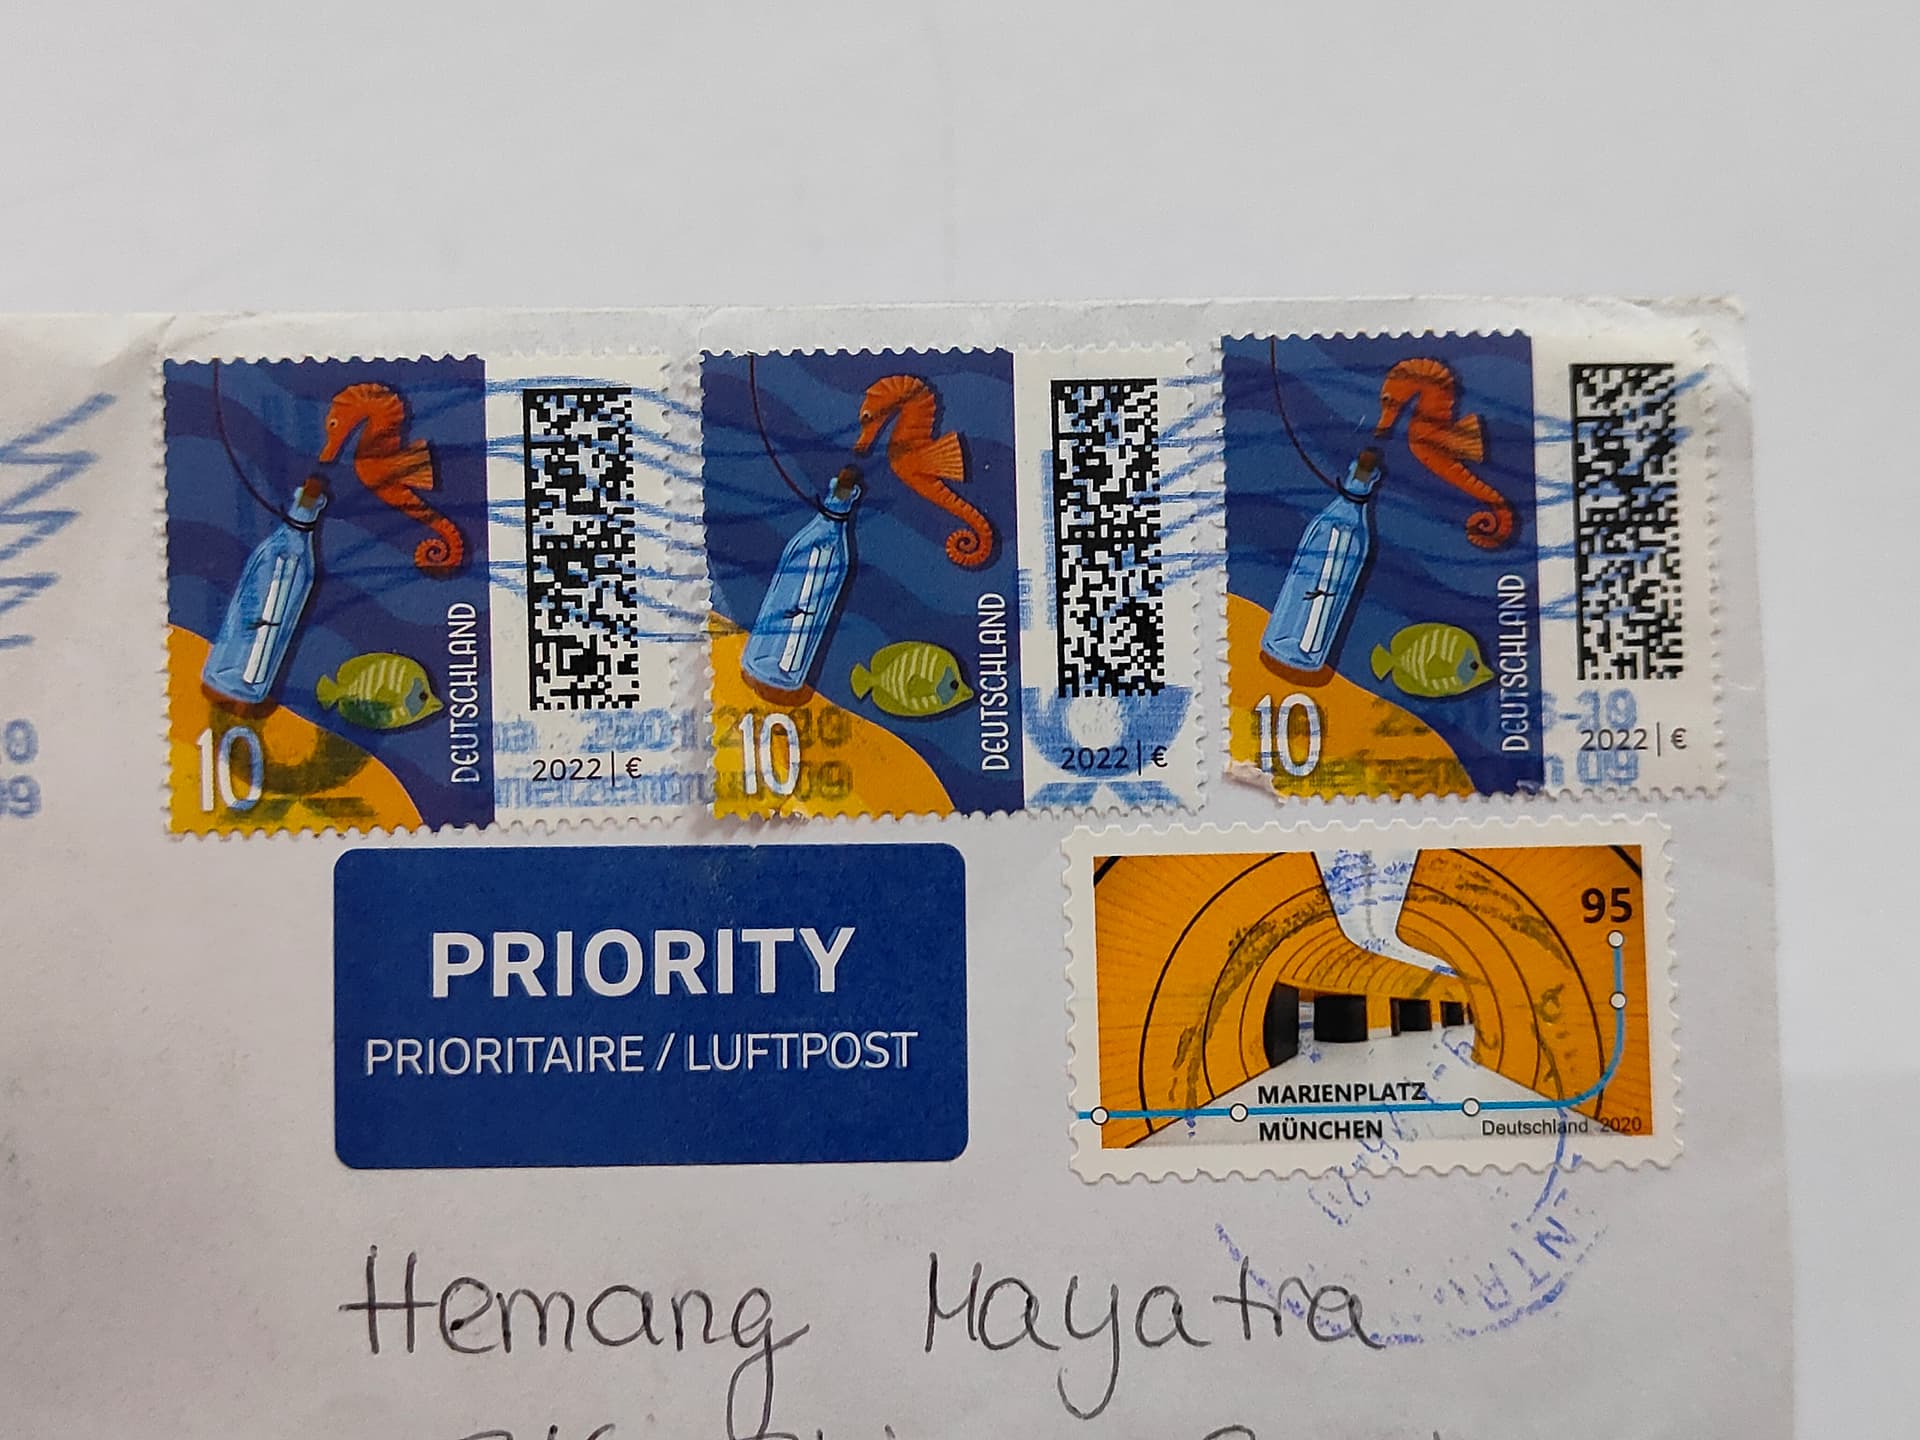 DEUTSCHLAND
10
2022 | €
DEUTSCHLAND
10
2022 | €
DEUTSCHLAND
10
2022 | €
09
PRIORITY
PRIORITAIRE / LUFTPOST
95
MARIENPLATZ
MÜNCHEN
Deutschland 2020
Hemang Mayatra